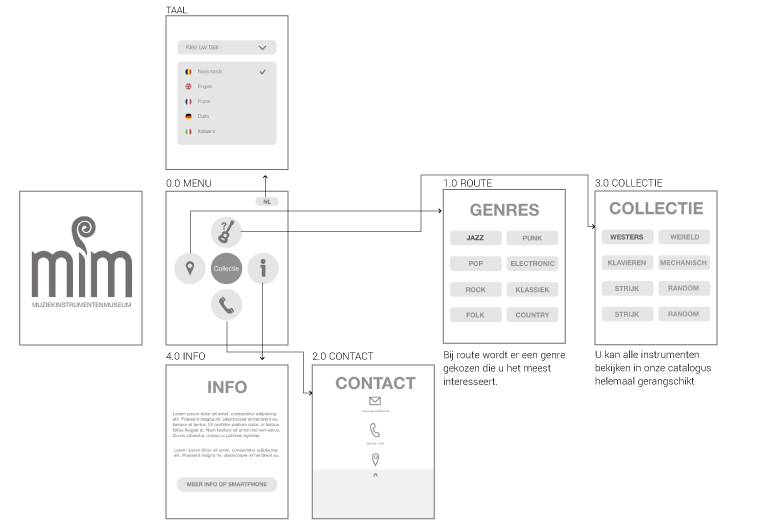 TAAL
Kies uw taal
Nederlands
Engels
Frans
Duits
Italiaans
0.0 MENU
NL
Collectie
mim
MUZIEKINSTRUMENTENMUSEUM
1.0 ROUTE
GENRES
JAZZ PUNK
POP ELECTRONIC
ROCK KLASSIEK
FOLK COUNTRY
Bij route wordt er een genre
gekozen die u het meest
interesseert.
3.0 COLLECTIE
COLLECTIE
WESTERS WERELD
KLAVIEREN MECHANISCH
STRIJK RANDOM
STRIJK RANDOM
U kan alle instrumenten
bekijken in onze catalogus
helemaal gerangschikt
4.0 INFO
INFO
Lorem ipsum dolor sit amet, consectetur adipiscing
elit. Praesent magna mi, ullamcorper et hendrerit eu,
tempor at lectus. Ut porttitor pretium dolor, in finibus
tellus feugiat at. Nam facilisis sit amet nisi non varius.
Donec pharetra, massa ut pulvinar egestas
Lorem ipsum dolor sit amet, consectetur adipiscing
elit. Praesent magna mi, ullamcorper et hendrerit eu,
MEER INFO OP SMARTPHONE
2.0 CONTACT
CONTACT